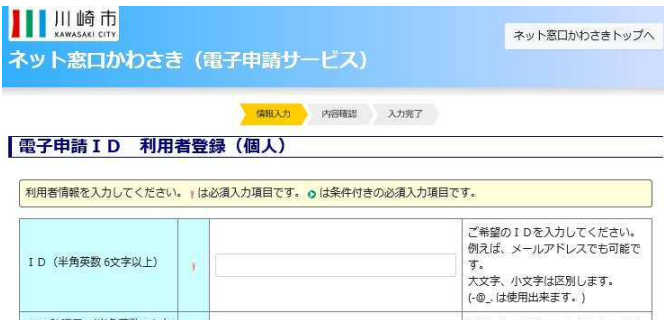 川崎市
KAWASAKI CITY
ネット窓口かわさきトップへ
ネット窓口かわさき（電子申請サービス）
情報入力 内容確認 入力完了
電子申請ＩＤ 利用者登録（個人）
利用者情報を入力してください。！は必須入力項目です。は条件付きの必須入力項目です。
ＩＤ（半角英数6文字以上）
！
ご希望のＩＤを入力してください。
例えば、メールアドレスでも可能で
す。
大文字、小文字は区別します。
(-@_. は使用出来ます。)